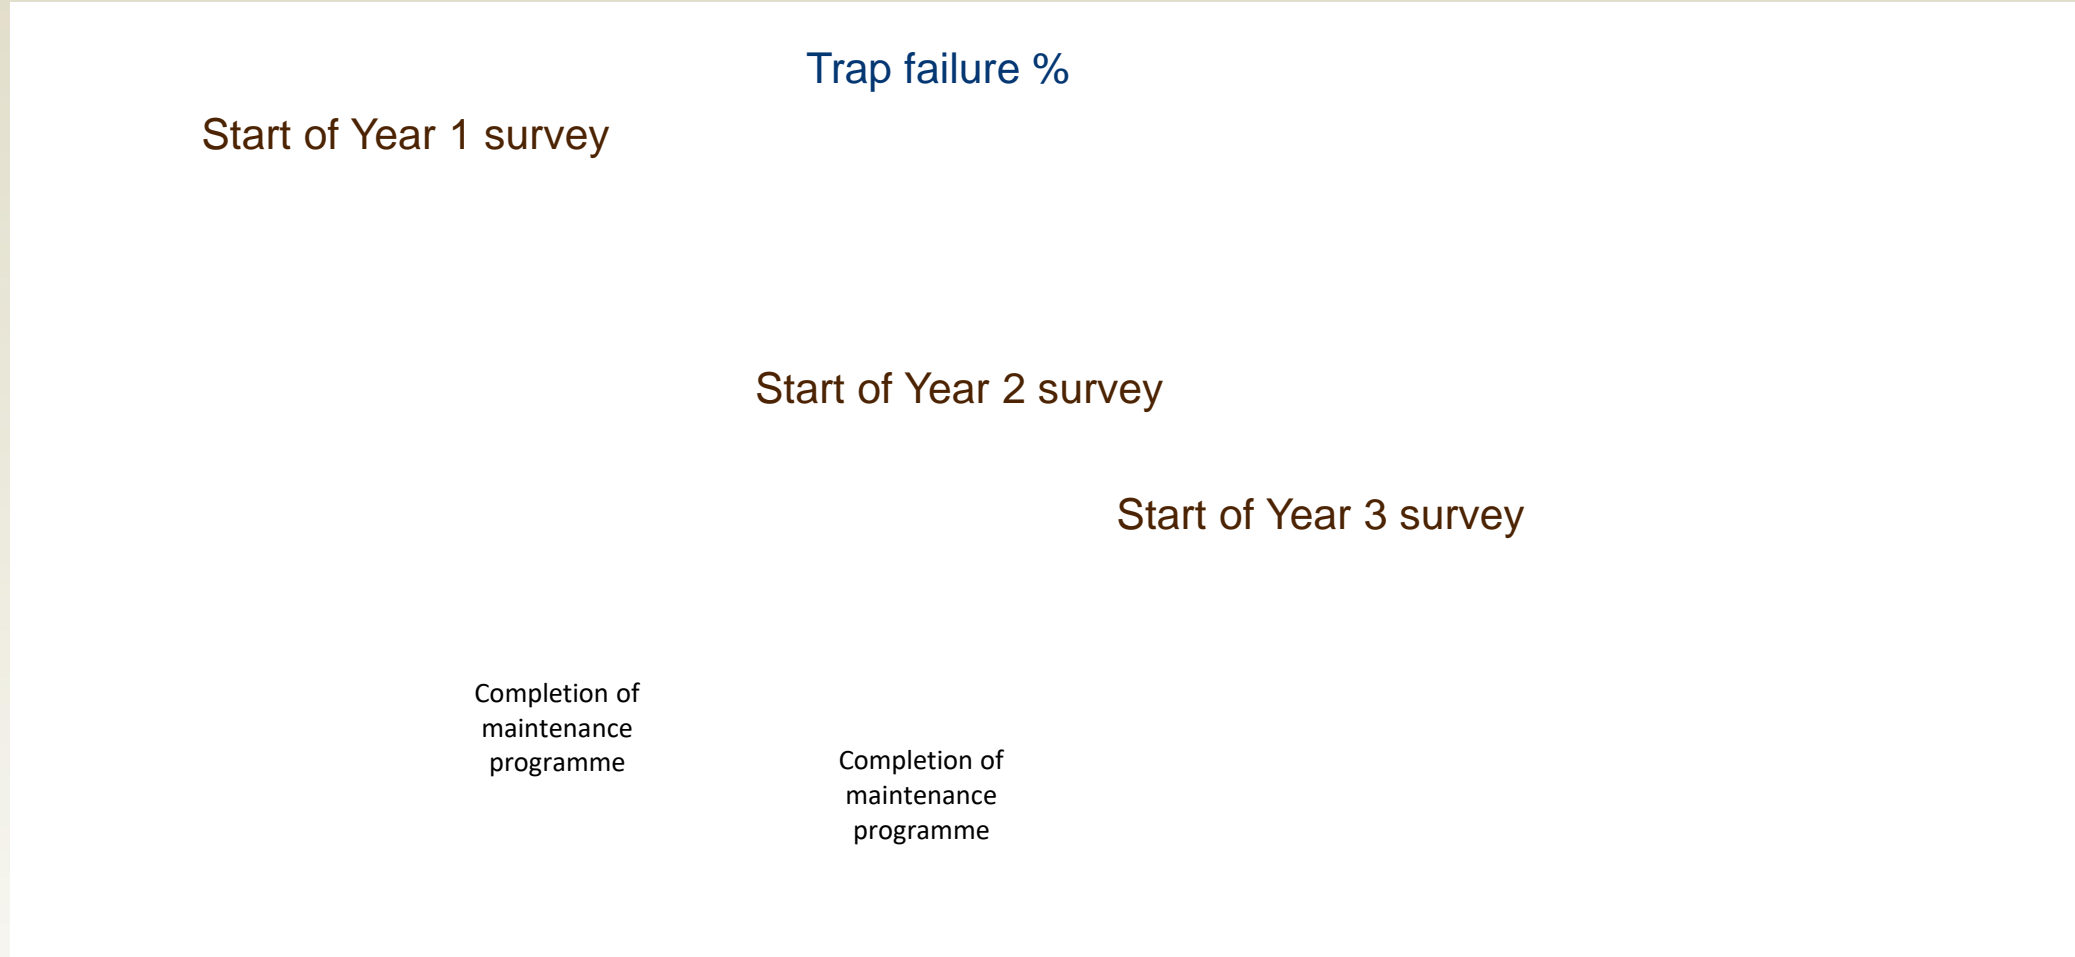 Trap failure %
Start of Year 1 survey
Start of Year 2 survey
Start of Year 3 survey
Completion of
maintenance
programme
Completion of
maintenance
programme